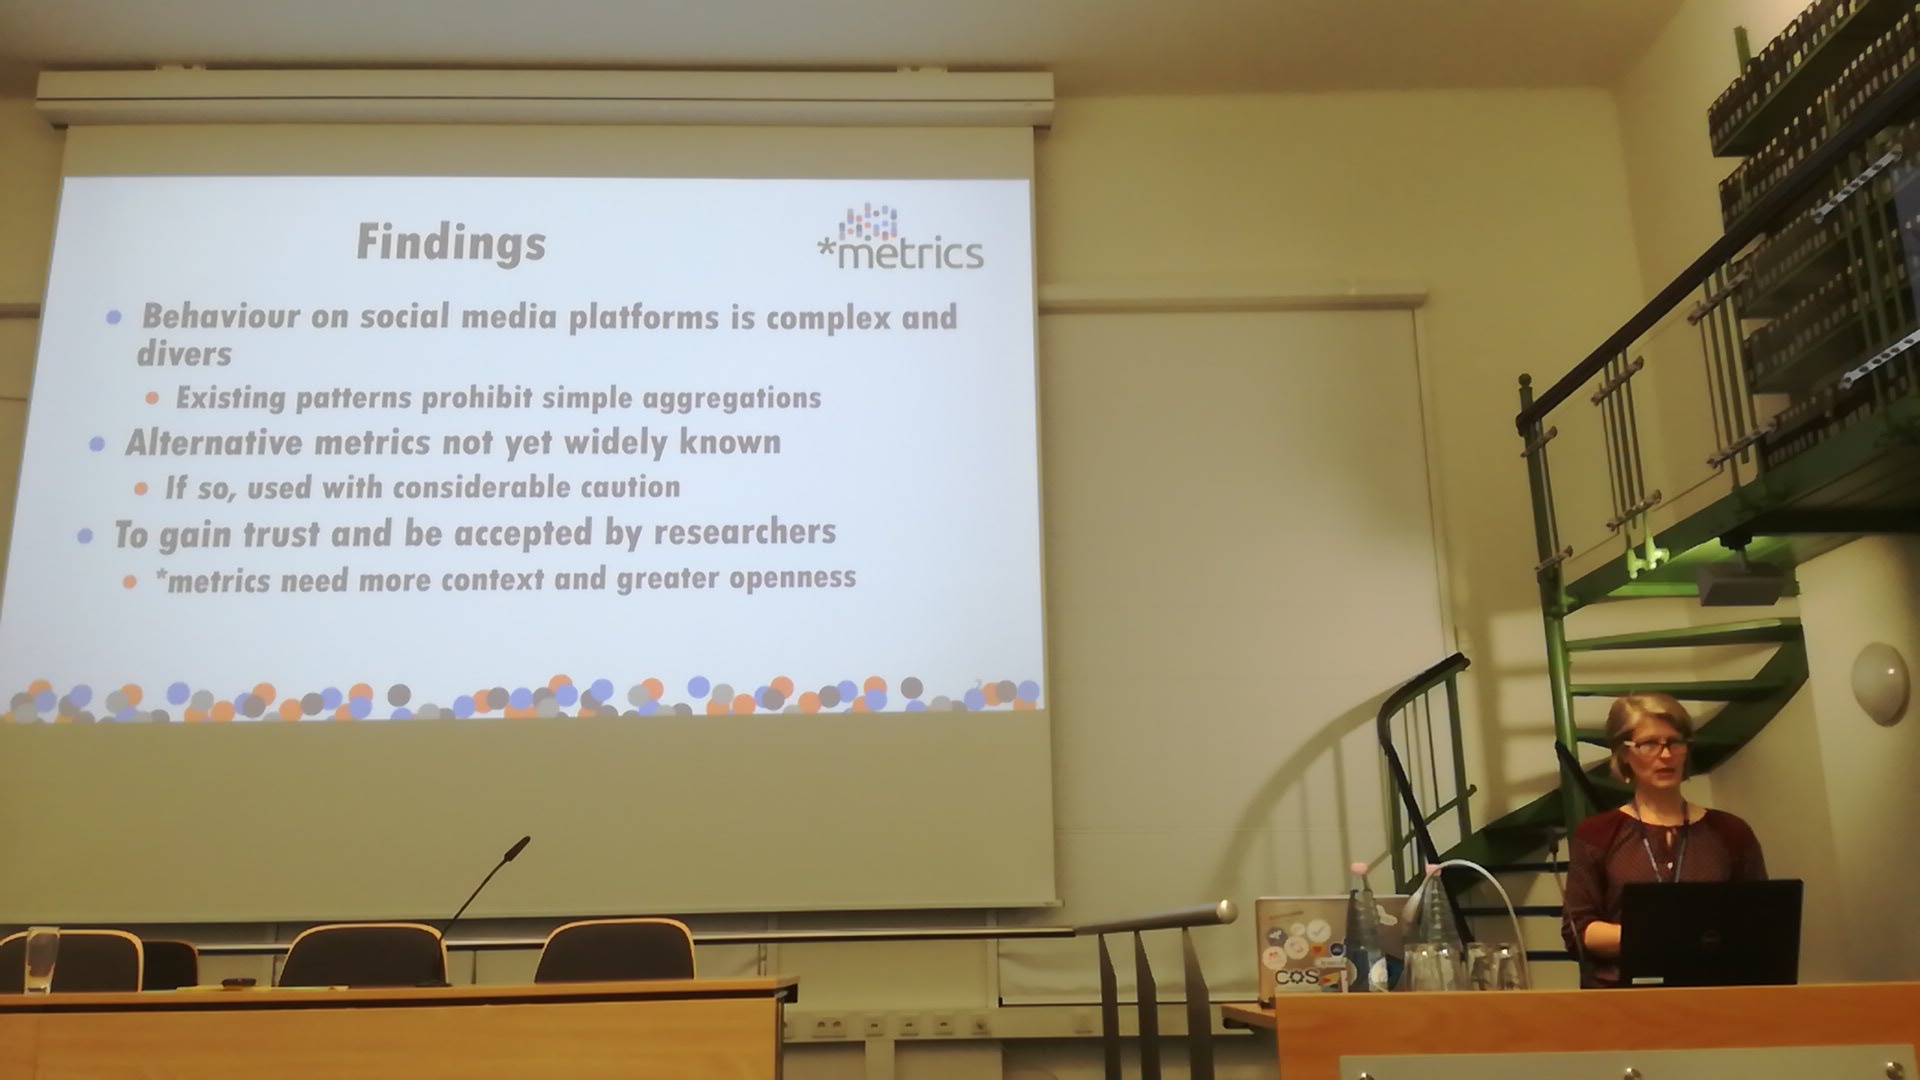 Findings
*metrics
Behaviour on social media platforms is complex and
divers
Existing patterns prohibit simple aggregations
Alternative metrics not yet widely known
If so, used with considerable caution
To gain trust and be accepted by researchers
*metrics need more context and greater openness
COS
DELL